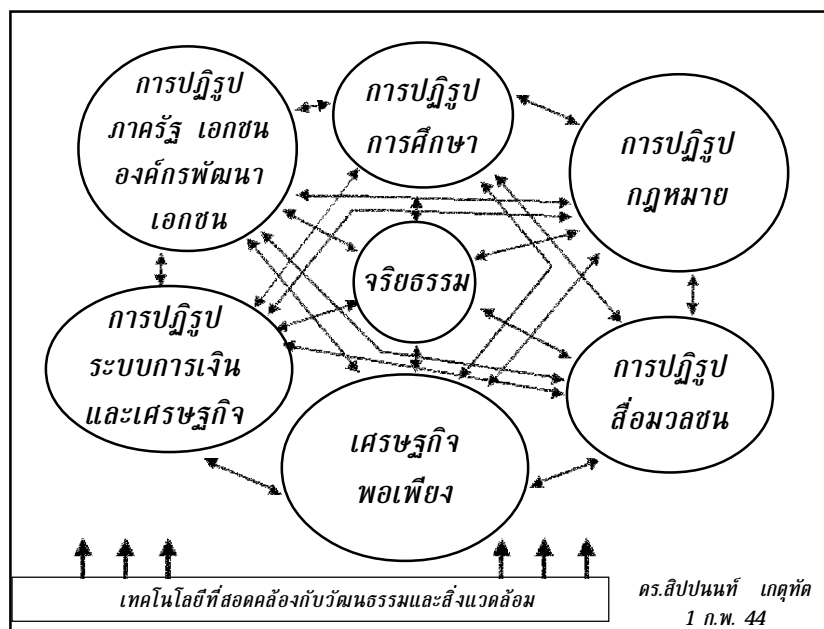 การปฏิรูป
ภาครัฐ เอกชน
องค์กรพัฒนา
เอกชน
การปฏิรูป
การศึกษา
การปฏิรูป
กฎหมาย
จริยธรรม
การปฏิรูป
ระบบการเงิน
และเศรษฐกิจ
การปฏิรูป
สื่อมวลชน
เศรษฐกิจ
พอเพียง
เทคโนโลยีที่สอดคล้องกับวัฒนธรรมและสิ่งแวดล้อม
ดร.สิปปนนท์ เกตุทัต
1 ก.พ. 44